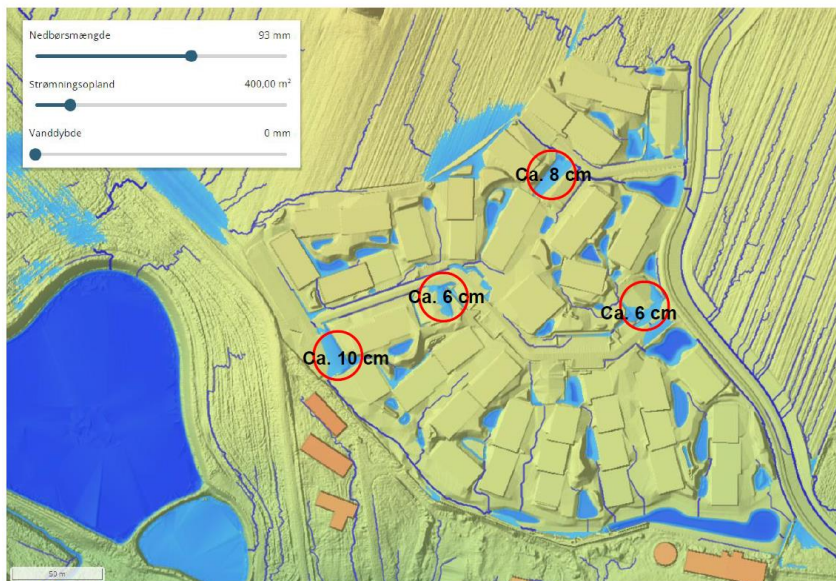 Nedbørsmængde 93 mm
Strømningsopland 400,00 m²
Vanddybde 0 mm
Ca. 8 cm
Ca. 6 cm
Ca. 6 cm
Ca. 10 cm
50 m